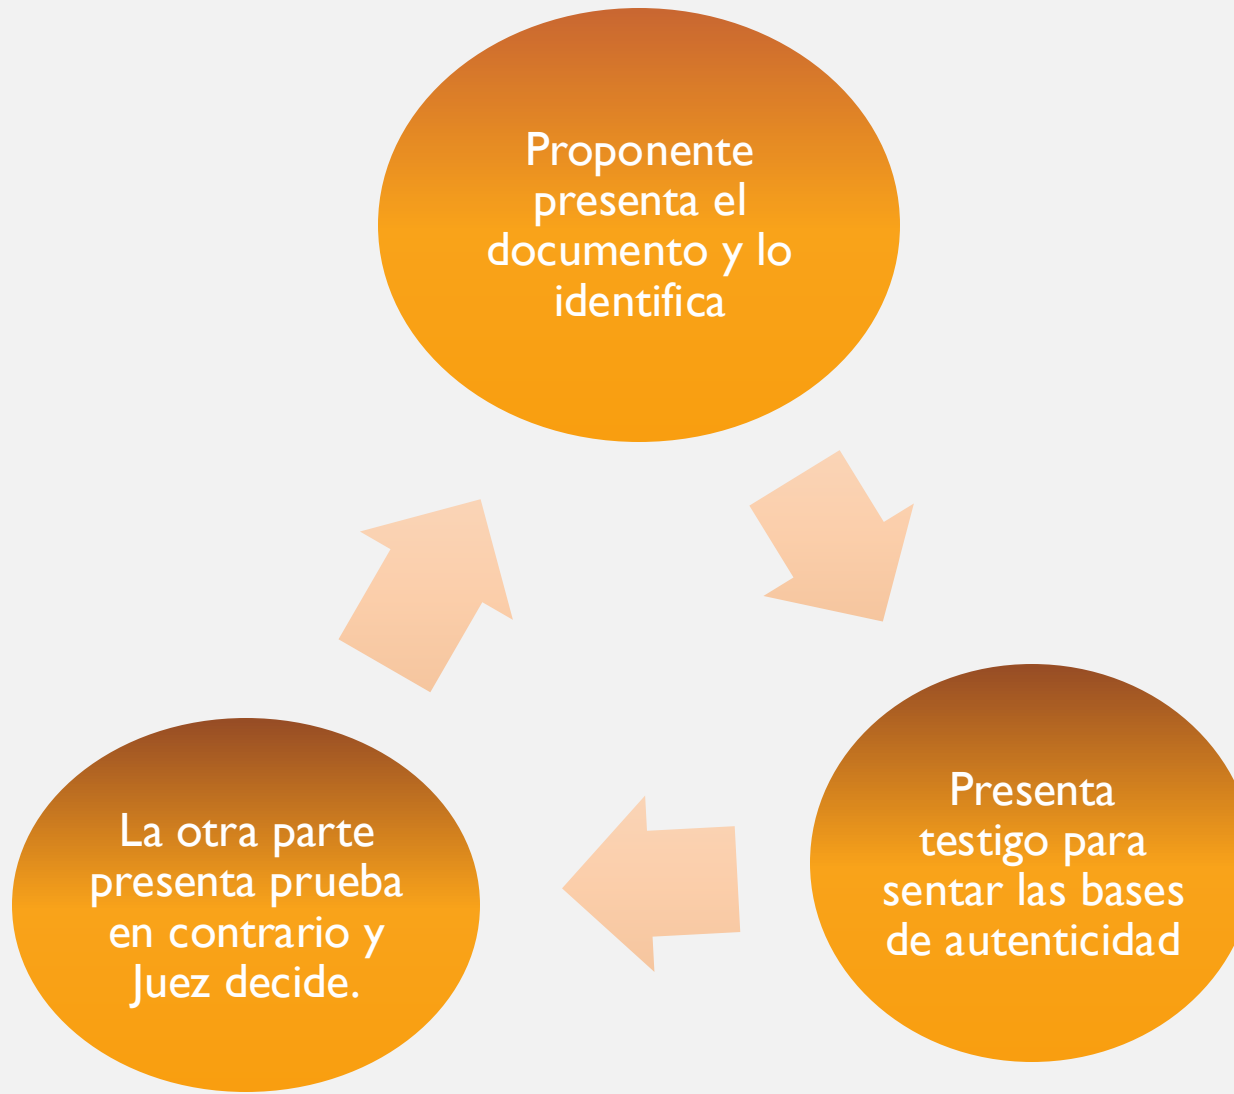 Proponente
presenta el
documento y lo
identifica
Presenta
testigo para
sentar las bases
de autenticidad
La otra parte
presenta prueba
en contrario y
Juez decide.